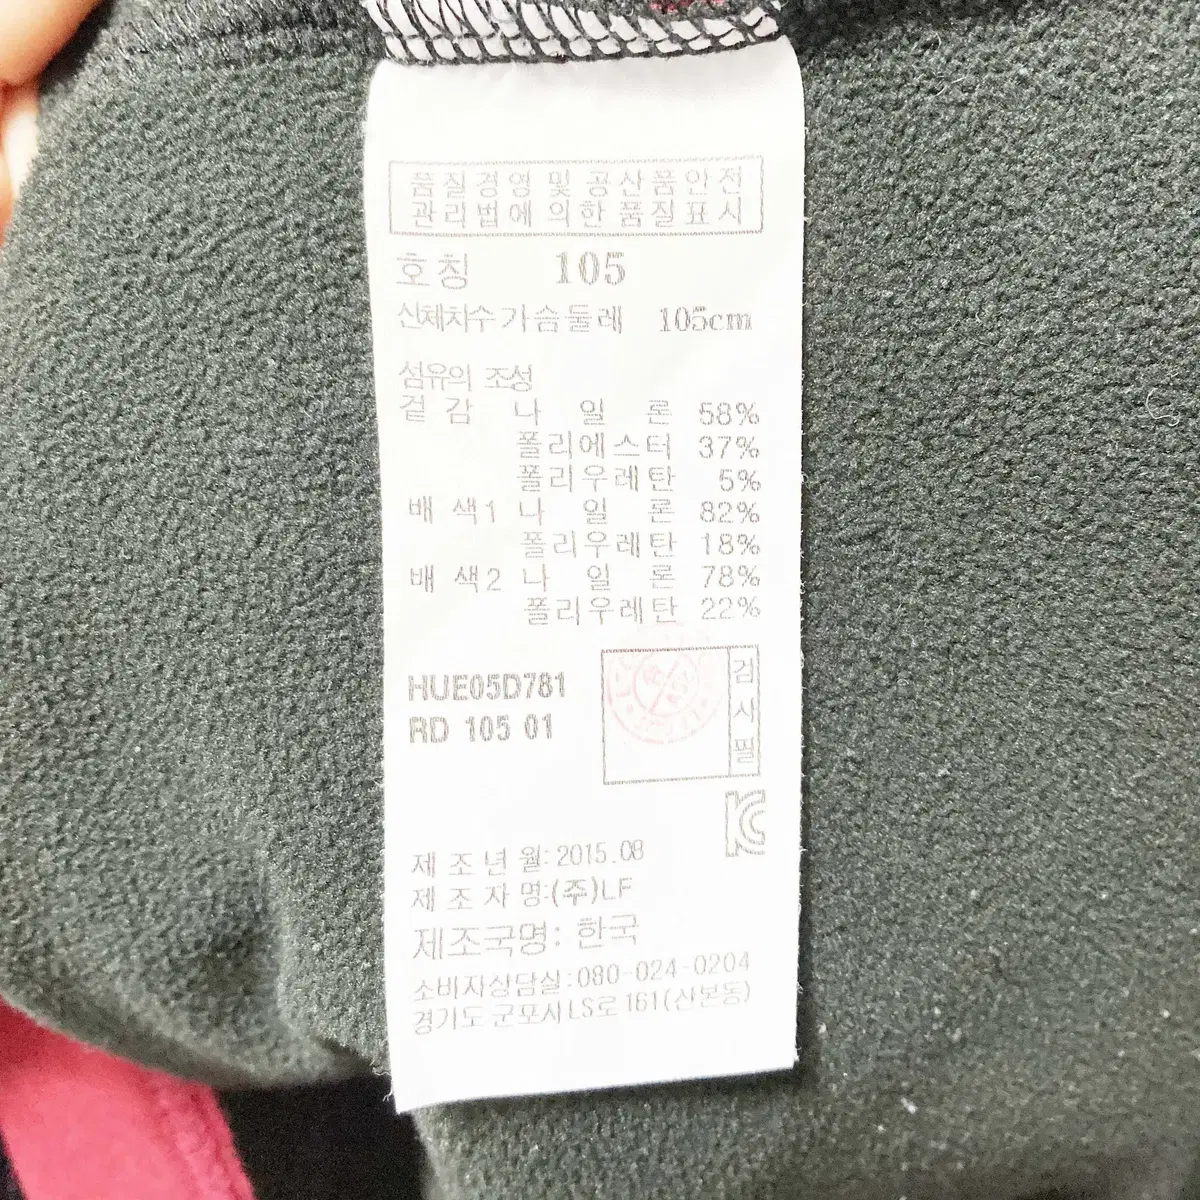 품질경영 및 공산품안전
관리법에 의한 품질표시
호칭 105
신체치수 가슴둘레 105cm
섬유의 조성
겉감 나일론 58%
폴리에스터 37%
폴리우레탄 5%
배색1 나일론 82%
폴리우레탄 18%
배색2 나일론 78%
폴리우레탄 22%
HUE05D781
RD 105 01
검사필
KC
제조년월: 2015.08
제조자명:(주)LF
제조국명: 한국
소비자상담실:080-024-0204
경기도 군포시 LS로 161(산본동)